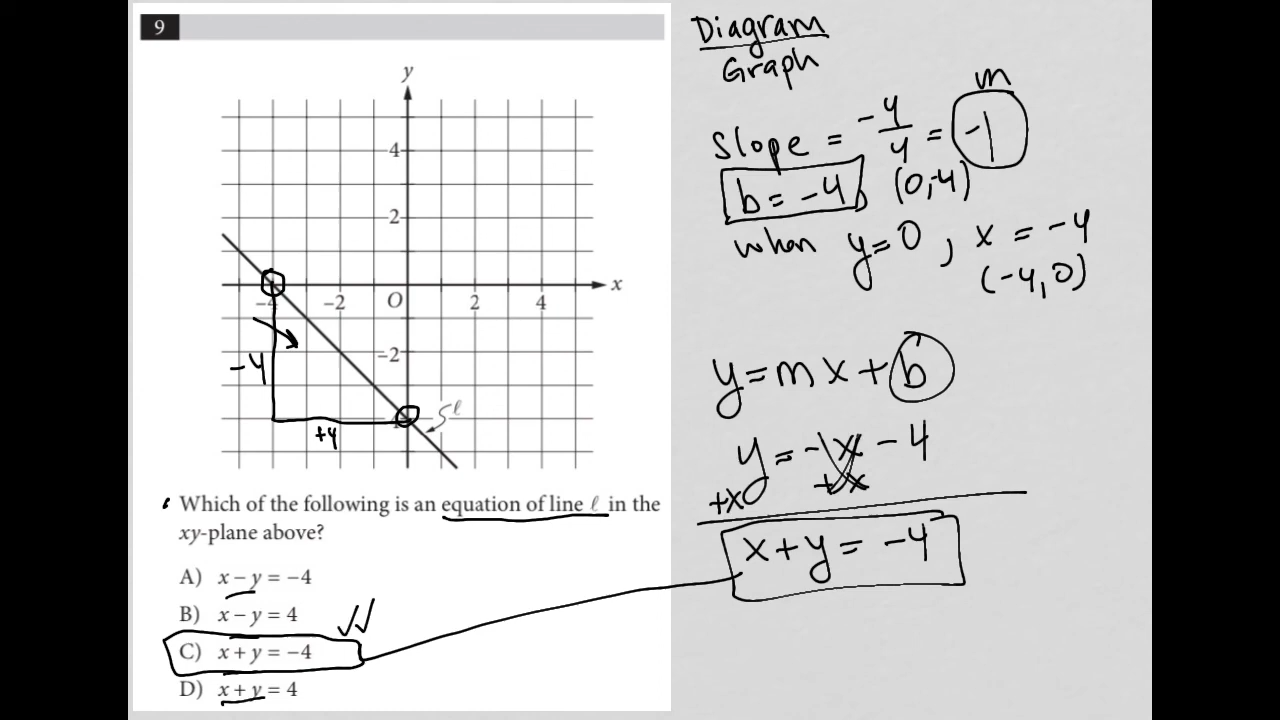 9
y
4
2
-4 -2 O 2 4 x
-2
-4
+4
ℓ
Which of the following is an equation of line ℓ in the
xy-plane above?
A) x − y = −4
B) x − y = 4
C) x + y = −4
D) x + y = 4
Diagram
Graph
m
Slope = -4/4 = -1
b = -4, (0,-4)
when y=0, x = -4
(-4,0)
y=mx+b
y=-1x-4
+x +x
x+y=-4